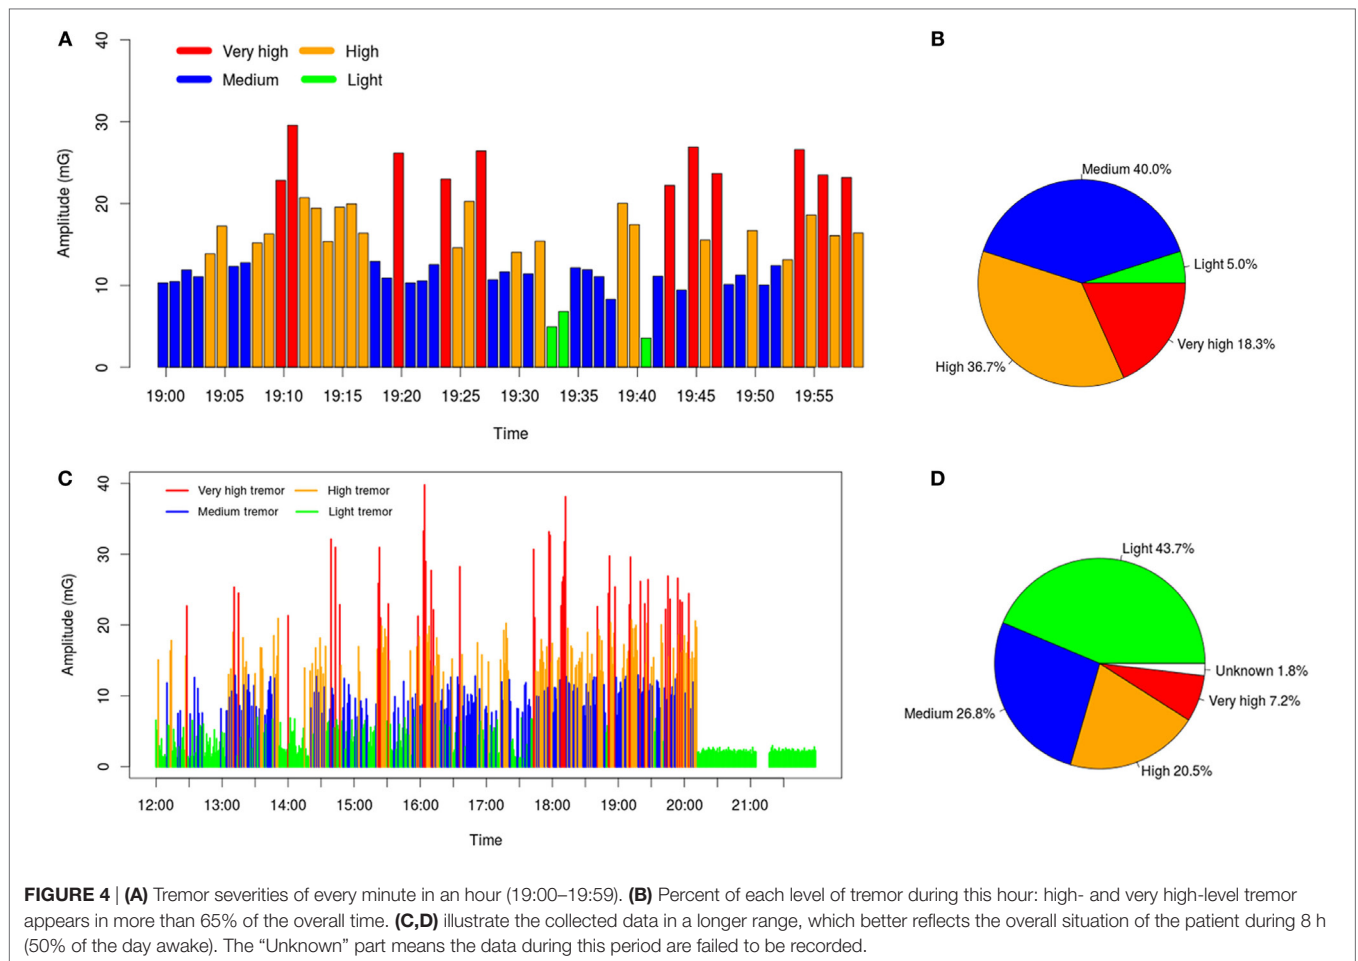 A
40
30
20
10
0
Amplitude (mG)
Very high
High
Medium
Light
19:00 19:05 19:10 19:15 19:20 19:25 19:30 19:35 19:40 19:45 19:50 19:55
Time
B
Medium 40.0%
Light 5.0%
Very high 18.3%
High 36.7%
C
40
30
20
10
0
Amplitude (mG)
Very high tremor
High tremor
Medium tremor
Light tremor
12:00 13:00 14:00 15:00 16:00 17:00 18:00 19:00 20:00 21:00
Time
D
Light 43.7%
Unknown 1.8%
Very high 7.2%
Medium 26.8%
High 20.5%
FIGURE 4 | (A) Tremor severities of every minute in an hour (19:00–19:59). (B) Percent of each level of tremor during this hour: high- and very high-level tremor
appears in more than 65% of the overall time. (C,D) illustrate the collected data in a longer range, which better reflects the overall situation of the patient during 8 h
(50% of the day awake). The “Unknown” part means the data during this period are failed to be recorded.